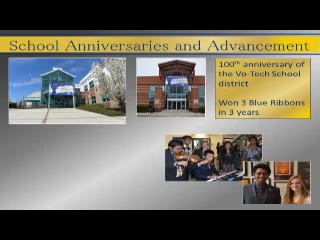 School Anniversaries and Advancement
100th anniversary of
the Vo-Tech School
district
Won 3 Blue Ribbons
in 3 years